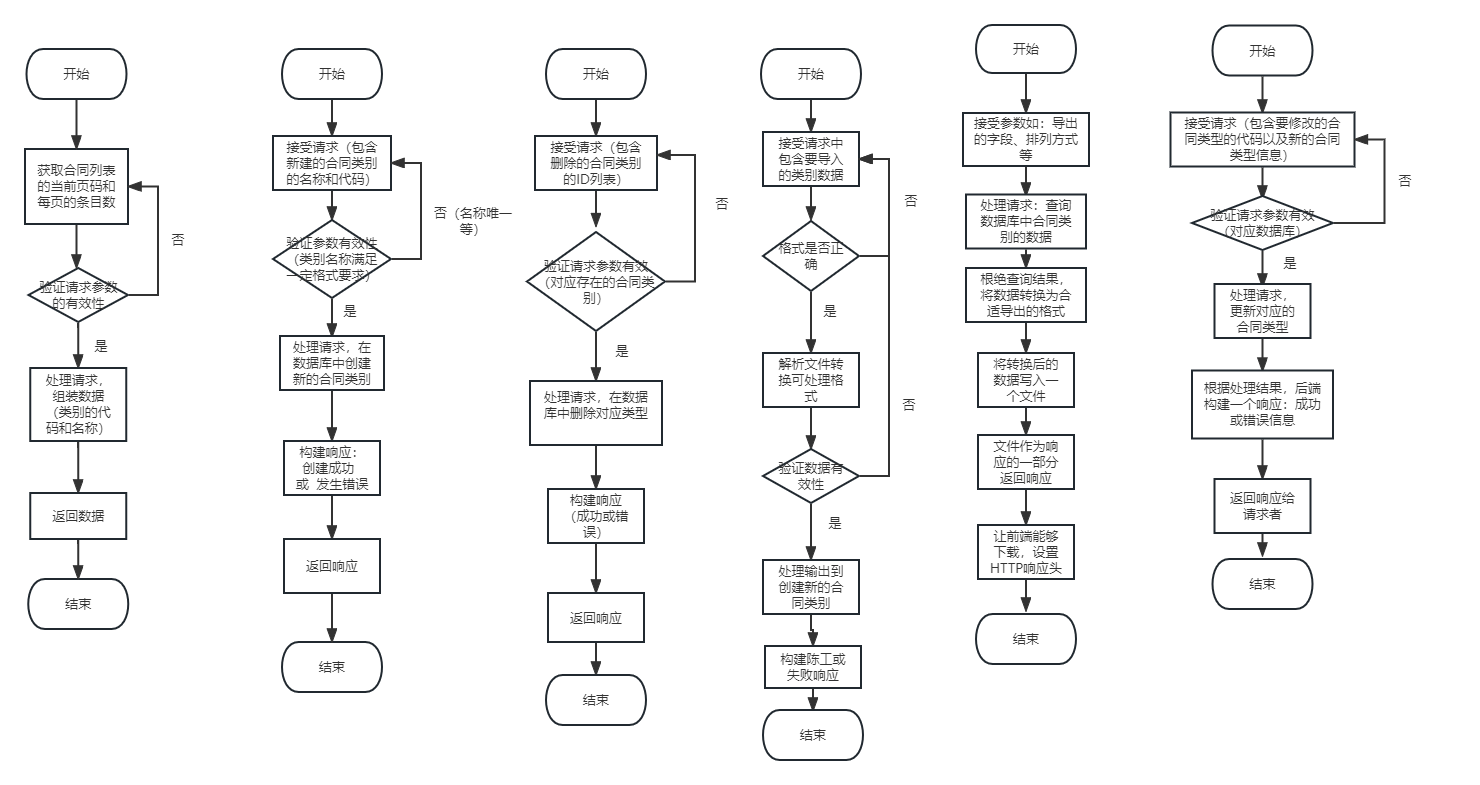 开始
获取合同列表
的当前页码和
每页的条目数
否
验证请求参数
的有效性
是
处理请求，
组装数据
（类别的代
码和名称）
返回数据
结束
开始
接受请求（包含
新建的合同类别
的名称和代码）
否（名称唯一
等）
验证参数有效性
（类别名称满足
一定格式要求）
是
处理请求，在
数据库中创建
新的合同类别
构建响应：
创建成功
或 发生错误
返回响应
结束
开始
接受请求（包含
删除的合同类别
的ID列表）
否
验证请求参数有效
（对应存在的合同类
别）
是
处理请求，在数据
库中删除对应类型
构建响应
（成功或错
误）
返回响应
结束
开始
接受请求中
包含要导入
的类别数据
否
格式是否正
确
是
解析文件转
换可处理格
式
否
验证数据有
效性
是
处理输出到
创建新的合
同类别
构建陈工或
失败响应
结束
开始
接受参数如：导出
的字段、排列方式
等
处理请求：查询
数据库中合同类
别的数据
根绝查询结果，
将数据转换为合
适导出的格式
将转换后的
数据写入一
个文件
文件作为响
应的一部分
返回响应
让前端能够
下载，设置
HTTP响应头
结束
开始
接受请求（包含要修改的合
同类型的代码以及新的合同
类型信息）
否
验证请求参数有效
（对应数据库）
是
处理请求，
更新对应的
合同类型
根据处理结果，后端
构建一个响应：成功
或错误信息
返回响应给
请求者
结束